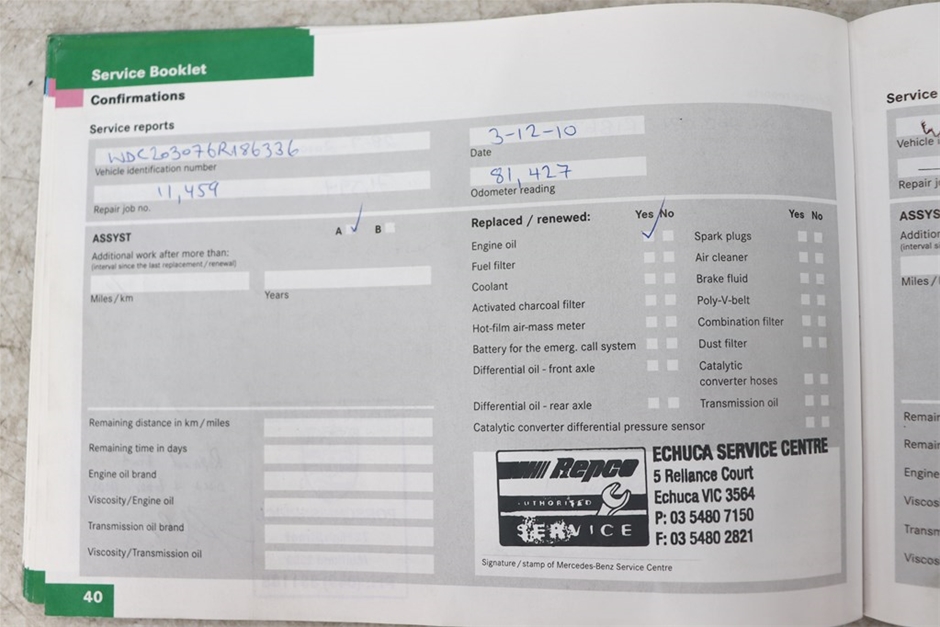 Service Booklet
Confirmations
Service reports
WDC203076R186336
Vehicle identification number
11,459
Repair job no.
3-12-10
Date
81,427
Odometer reading
ASSYST
A ✓ B
Additional work after more than:
(interval since the last replacement / renewal)
Miles/km
Years
Remaining distance in km/miles
Remaining time in days
Engine oil brand
Viscosity/Engine oil
Transmission oil brand
Viscosity/Transmission oil
Replaced / renewed:
Yes No
Engine oil ✓
Fuel filter
Coolant
Activated charcoal filter
Hot-film air-mass meter
Battery for the emerg. call system
Differential oil - front axle
Differential oil - rear axle
Catalytic converter differential pressure sensor
Yes No
Spark plugs
Air cleaner
Brake fluid
Poly-V-belt
Combination filter
Dust filter
Catalytic
converter hoses
Transmission oil
Repco
AUTHORISED
SERVICE
ECHUCA SERVICE CENTRE
5 Reliance Court
Echuca VIC 3564
P: 03 5480 7150
F: 03 5480 2821
Signature/stamp of Mercedes-Benz Service Centre
40
Service
Vehicle
Repair
ASSYS
(interval
Miles/
Engine